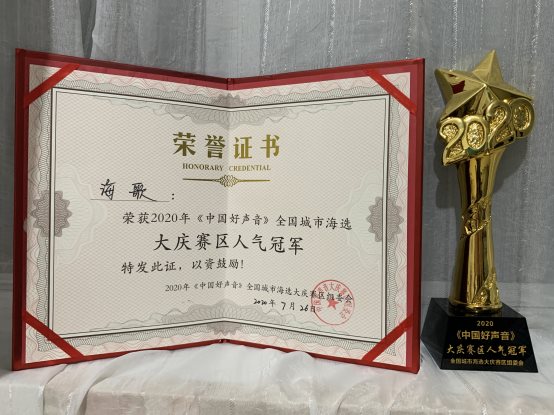 荣誉证书
HONORARY CREDENTIAL
海歌：
荣获2020年《中国好声音》全国城市海选
大庆赛区人气冠军
特发此证，以资鼓励！
2020年《中国好声音》全国城市海选大庆赛区组委会
2020年7月26日
2020
2020
《中国好声音》
大庆赛区人气冠军
全国城市海选大庆赛区组委会